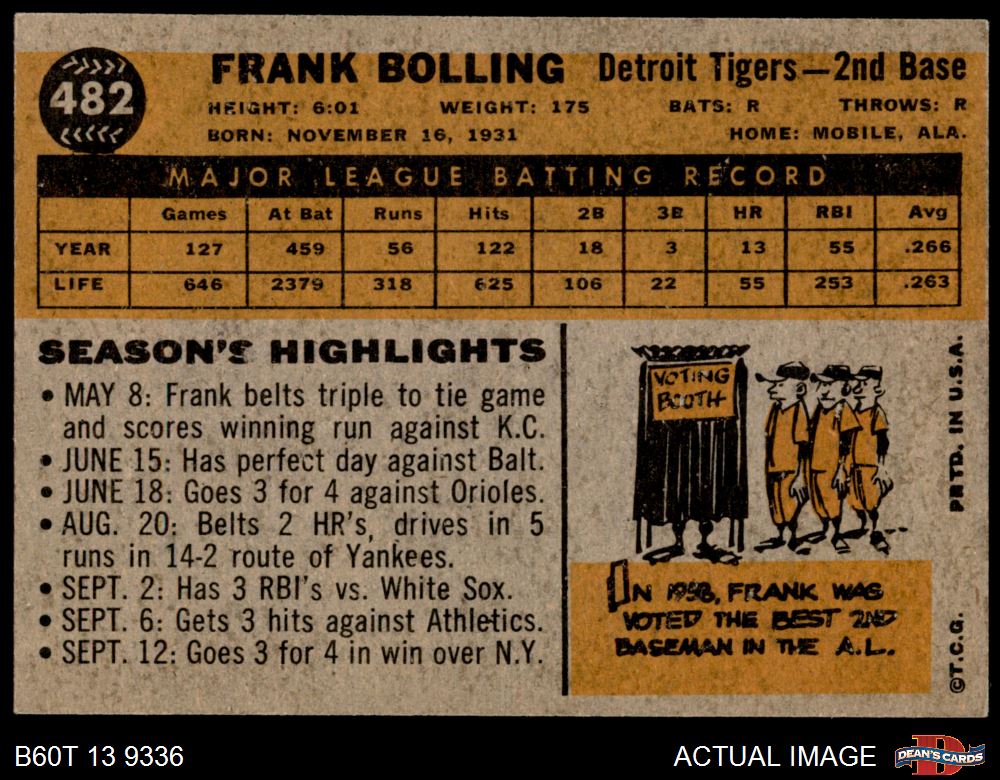 482
FRANK BOLLING Detroit Tigers—2nd Base
HEIGHT: 6:01 WEIGHT: 175 BATS: R THROWS: R
BORN: NOVEMBER 16, 1931 HOME: MOBILE, ALA.
MAJOR LEAGUE BATTING RECORD
Games At Bat Runs Hits 2B 3B HR RBI Avg
YEAR 127 459 56 122 18 3 13 55 .266
LIFE 646 2379 318 625 106 22 55 253 .263
SEASON'S HIGHLIGHTS
• MAY 8: Frank belts triple to tie game
and scores winning run against K.C.
• JUNE 15: Has perfect day against Balt.
• JUNE 18: Goes 3 for 4 against Orioles.
• AUG. 20: Belts 2 HR's, drives in 5
runs in 14-2 route of Yankees.
• SEPT. 2: Has 3 RBI's vs. White Sox.
• SEPT. 6: Gets 3 hits against Athletics.
• SEPT. 12: Goes 3 for 4 in win over N.Y.
VOTING
BOOTH
IN 1958, FRANK WAS
VOTED THE BEST 2ND
BASEMAN IN THE A.L.
PRTD. IN U.S.A.
©T.C.G.
B60T 13 9336
ACTUAL IMAGE
D
DEAN'S CARDS